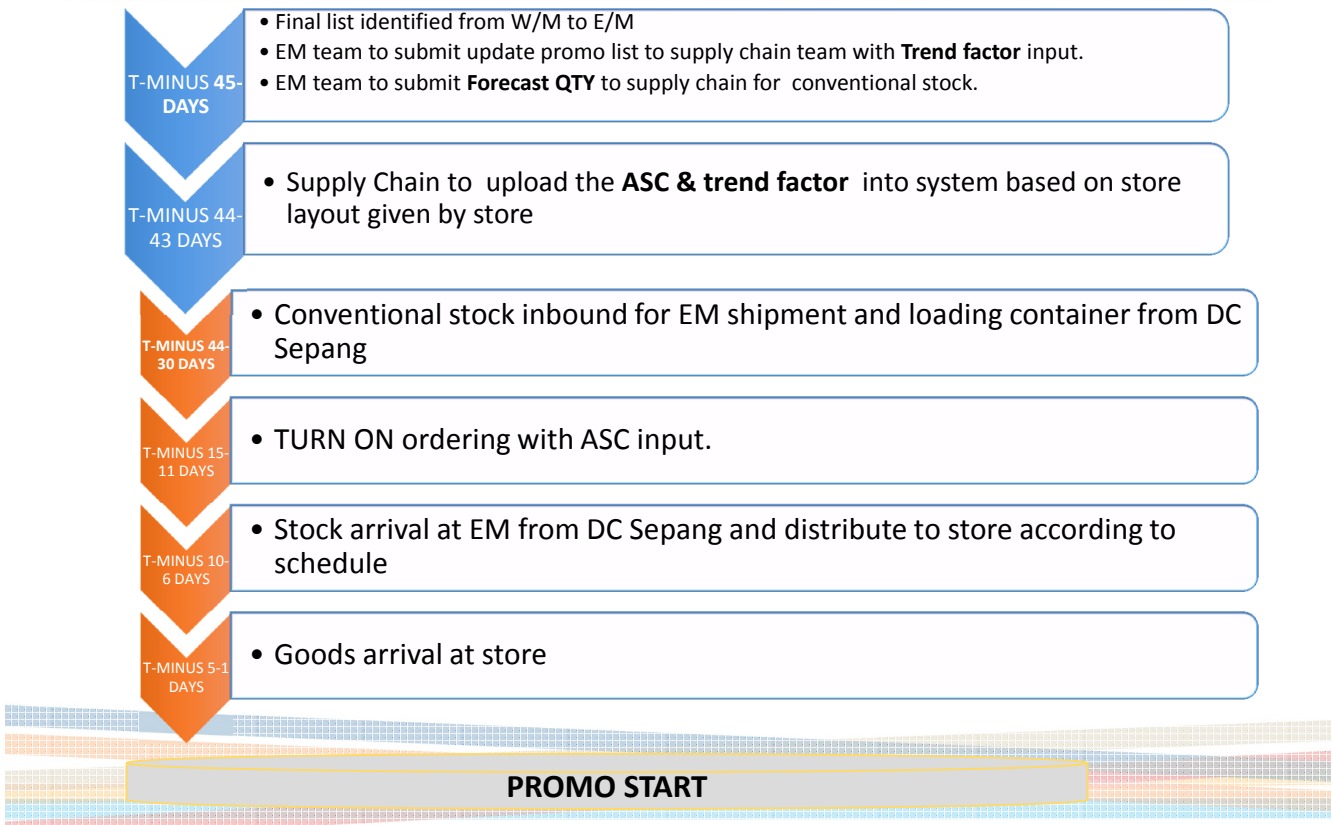 T-MINUS 45-
DAYS
• Final list identified from W/M to E/M
• EM team to submit update promo list to supply chain team with Trend factor input.
• EM team to submit Forecast QTY to supply chain for conventional stock.
T-MINUS 44-
43 DAYS
• Supply Chain to upload the ASC & trend factor into system based on store
layout given by store
T-MINUS 44-
30 DAYS
• Conventional stock inbound for EM shipment and loading container from DC
Sepang
T-MINUS 15-
11 DAYS
• TURN ON ordering with ASC input.
T-MINUS 10-
6 DAYS
• Stock arrival at EM from DC Sepang and distribute to store according to
schedule
T-MINUS 5-1
DAYS
• Goods arrival at store
PROMO START